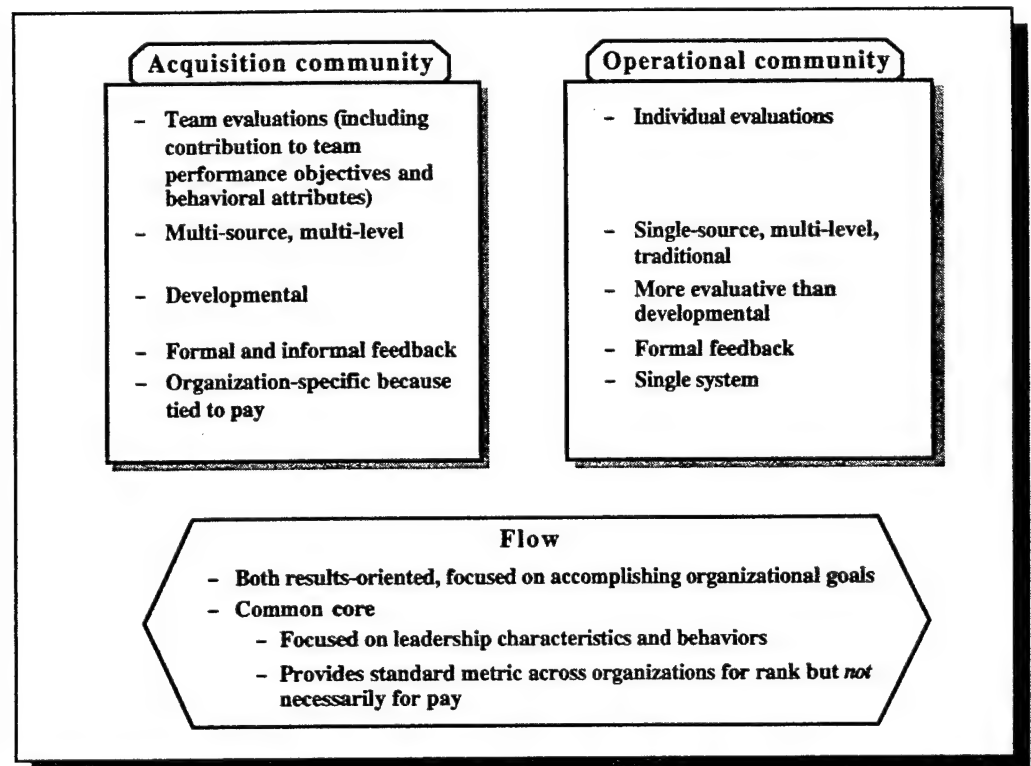 Acquisition community
– Team evaluations (including
contribution to team
performance objectives and
behavioral attributes)
– Multi-source, multi-level
– Developmental
– Formal and informal feedback
– Organization-specific because
tied to pay
Operational community
– Individual evaluations
– Single-source, multi-level,
traditional
– More evaluative than
developmental
– Formal feedback
– Single system
Flow
– Both results-oriented, focused on accomplishing organizational goals
– Common core
– Focused on leadership characteristics and behaviors
– Provides standard metric across organizations for rank but not
necessarily for pay